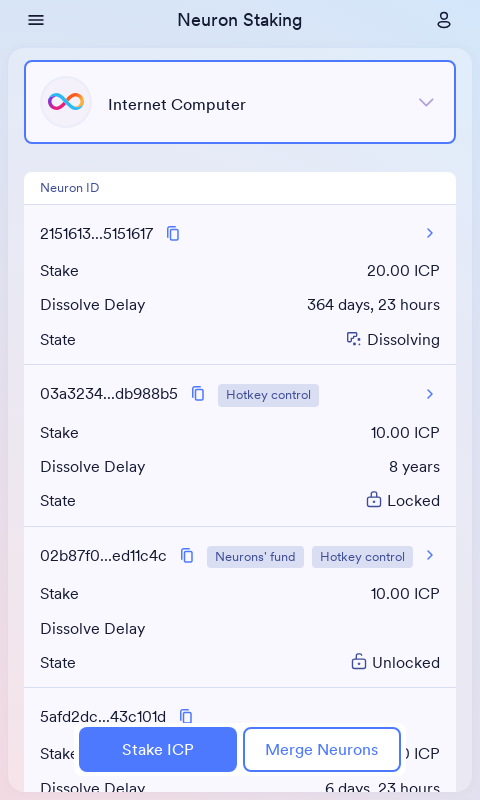 Neuron Staking
Internet Computer
Neuron ID
2151613...5151617
Stake 20.00 ICP
Dissolve Delay 364 days, 23 hours
State Dissolving
03a3234...db988b5 Hotkey control
Stake 10.00 ICP
Dissolve Delay 8 years
State Locked
02b87f0...ed11c4c Neurons' fund Hotkey control
Stake 10.00 ICP
Dissolve Delay
State Unlocked
5afd2dc...43c101d
Stake ICP
Stake ICP Merge Neurons
Dissolve Delay 6 days, 23 hours